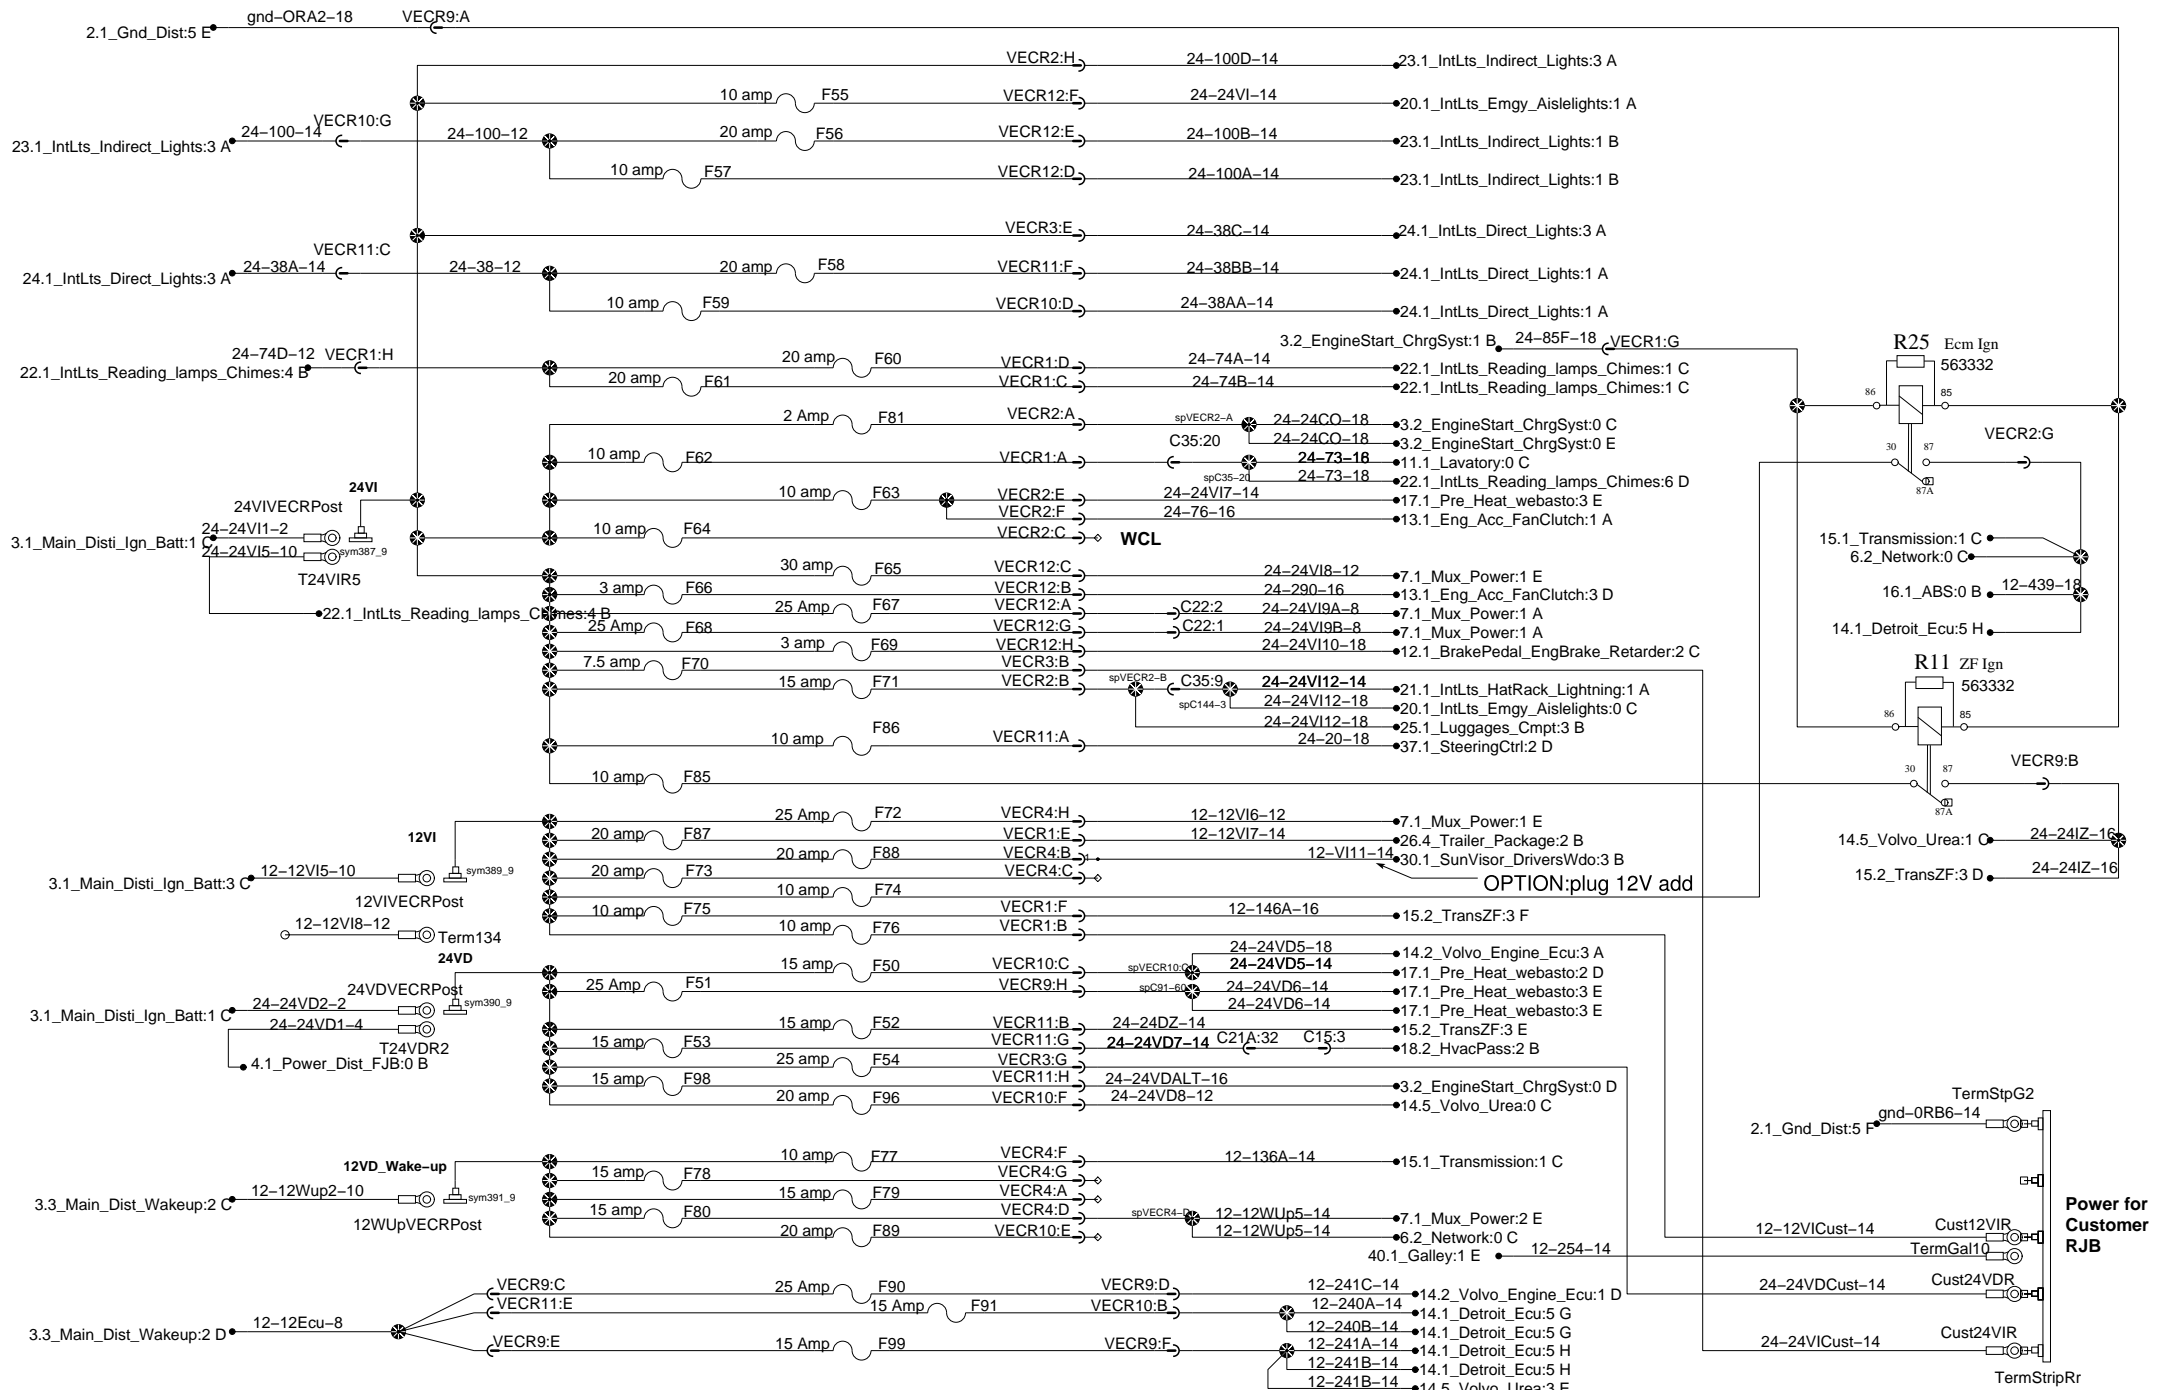 gnd−ORA2−18 VECR9:A
2.1_Gnd_Dist:5 E
VECR2:H 24−100D−14 23.1_IntLts_Indirect_Lights:3 A
10 amp F55 VECR12:F 24−24VI−14 20.1_IntLts_Emgy_Aislelights:1 A
VECR10:G
23.1_IntLts_Indirect_Lights:3 A 24−100−14 24−100−12 20 amp F56 VECR12:E 24−100B−14 23.1_IntLts_Indirect_Lights:1 B
10 amp F57 VECR12:D 24−100A−14 23.1_IntLts_Indirect_Lights:1 B
VECR3:E 24−38C−14 24.1_IntLts_Direct_Lights:3 A
VECR11:C
24.1_IntLts_Direct_Lights:3 A 24−38A−14 24−38−12 20 amp F58 VECR11:F 24−38BB−14 24.1_IntLts_Direct_Lights:1 A
10 amp F59 VECR10:D 24−38AA−14 24.1_IntLts_Direct_Lights:1 A
3.2_EngineStart_ChrgSyst:1 B 24−85F−18 VECR1:G
R25 Ecm Ign
563332
24−74D−12 VECR1:H
22.1_IntLts_Reading_lamps_Chimes:4 B 20 amp F60 VECR1:D 24−74A−14 22.1_IntLts_Reading_lamps_Chimes:1 C
20 amp F61 VECR1:C 24−74B−14 22.1_IntLts_Reading_lamps_Chimes:1 C
86 85
2 Amp F81 VECR2:A spVECR2−A 24−24CO−18 3.2_EngineStart_ChrgSyst:0 C
24−24CO−18 3.2_EngineStart_ChrgSyst:0 E
30 87 VECR2:G
87A
10 amp F62 VECR1:A C35:20 24−73−16 11.1_Lavatory:0 C
spC35−20 24−73−18 22.1_IntLts_Reading_lamps_Chimes:6 D
24VI
24VIVECRPost
10 amp F63 VECR2:E 24−24VI7−14 17.1_Pre_Heat_webasto:3 E
VECR2:F 24−76−16 13.1_Eng_Acc_FanClutch:1 A
3.1_Main_Disti_Ign_Batt:1 C 24−24VI1−2
24−24VI5−10 sym387_9
T24VIR5
10 amp F64 VECR2:C WCL
15.1_Transmission:1 C
6.2_Network:0 C
16.1_ABS:0 B 12−439−18
14.1_Detroit_Ecu:5 H
22.1_IntLts_Reading_lamps_Chimes:4 B
30 amp F65 VECR12:C 24−24VI8−12 7.1_Mux_Power:1 E
3 amp F66 VECR12:B 24−290−16 13.1_Eng_Acc_FanClutch:3 D
25 Amp F67 VECR12:A C22:2 24−24VI9A−8 7.1_Mux_Power:1 A
25 Amp F68 VECR12:G C22:1 24−24VI9B−8 7.1_Mux_Power:1 A
3 amp F69 VECR12:H 24−24VI10−18 12.1_BrakePedal_EngBrake_Retarder:2 C
7.5 amp F70 VECR3:B
15 amp F71 VECR2:B spVECR2−B C35:9 24−24VI12−14 21.1_IntLts_HatRack_Lightning:1 A
spC144−3 24−24VI12−18 20.1_IntLts_Emgy_Aislelights:0 C
24−24VI12−18 25.1_Luggages_Cmpt:3 B
10 amp F86 VECR11:A 24−20−18 37.1_SteeringCtrl:2 D
R11 ZF Ign
563332
86 85
10 amp F85
30 87 VECR9:B
87A
14.5_Volvo_Urea:1 C 24−24IZ−16
15.2_TransZF:3 D 24−24IZ−16
12VI
25 Amp F72 VECR4:H 12−12VI6−12 7.1_Mux_Power:1 E
20 amp F87 VECR1:E 12−12VI7−14 26.4_Trailer_Package:2 B
20 amp F88 VECR4:B 1 12−VI11−14 30.1_SunVisor_DriversWdo:3 B
OPTION:plug 12V add
3.1_Main_Disti_Ign_Batt:3 C 12−12VI5−10 sym389_9
12VIVECRPost
20 amp F73 VECR4:C
10 amp F74
10 amp F75 VECR1:F 12−146A−16 15.2_TransZF:3 F
12−12VI8−12 Term134
10 amp F76 VECR1:B
24VD
24VDVECRPost
24−24VD5−18 14.2_Volvo_Engine_Ecu:3 A
15 amp F50 VECR10:C spVECR10:C 24−24VD5−14 17.1_Pre_Heat_webasto:2 D
25 Amp F51 VECR9:H spC91−60 24−24VD6−14 17.1_Pre_Heat_webasto:3 E
24−24VD6−14 17.1_Pre_Heat_webasto:3 E
3.1_Main_Disti_Ign_Batt:1 C 24−24VD2−2 sym390_9
24−24VD1−4
T24VDR2
4.1_Power_Dist_FJB:0 B
15 amp F52 VECR11:B 24−24DZ−14 15.2_TransZF:3 E
15 amp F53 VECR11:G 24−24VD7−14 C21A:32 C15:3 18.2_HvacPass:2 B
25 amp F54 VECR3:G
15 amp F98 VECR11:H 24−24VDALT−16 3.2_EngineStart_ChrgSyst:0 D
20 amp F96 VECR10:F 24−24VD8−12 14.5_Volvo_Urea:0 C
TermStpG2
2.1_Gnd_Dist:5 F gnd−0RB6−14
12VD_Wake−up
10 amp F77 VECR4:F 12−136A−14 15.1_Transmission:1 C
15 amp F78 VECR4:G
3.3_Main_Dist_Wakeup:2 C 12−12Wup2−10 sym391_9
12WUpVECRPost
15 amp F79 VECR4:A
15 amp F80 VECR4:D spVECR4−D 12−12WUp5−14 7.1_Mux_Power:2 E
20 amp F89 VECR10:E 12−12WUp5−14 6.2_Network:0 C
Power for
Customer
RJB
12−12VICust−14 Cust12VIR
40.1_Galley:1 E 12−254−14 TermGal10
24−24VDCust−14 Cust24VDR
24−24VICust−14 Cust24VIR
TermStripRr
VECR9:C 25 Amp F90 VECR9:D 12−241C−14 14.2_Volvo_Engine_Ecu:1 D
VECR11:E 15 Amp F91 VECR10:B 12−240A−14 14.1_Detroit_Ecu:5 G
12−240B−14 14.1_Detroit_Ecu:5 G
3.3_Main_Dist_Wakeup:2 D 12−12Ecu−8
VECR9:E 15 Amp F99 VECR9:F 12−241A−14 14.1_Detroit_Ecu:5 H
12−241B−14 14.1_Detroit_Ecu:5 H
12−241B−14 14.5_Volvo_Urea:3 E